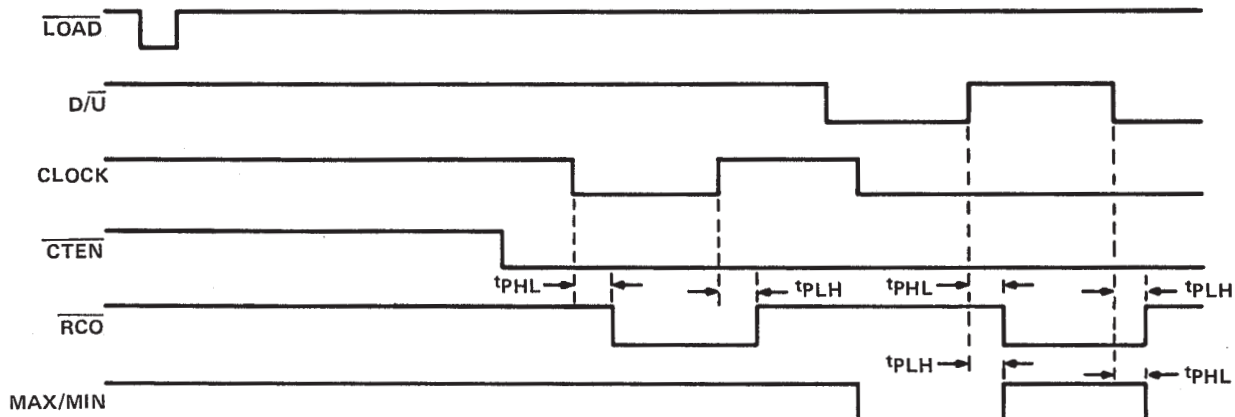 LOAD
D/U
CLOCK
CTEN
tPHL tPLH tPHL tPLH
RCO
tPLH tPHL
MAX/MIN